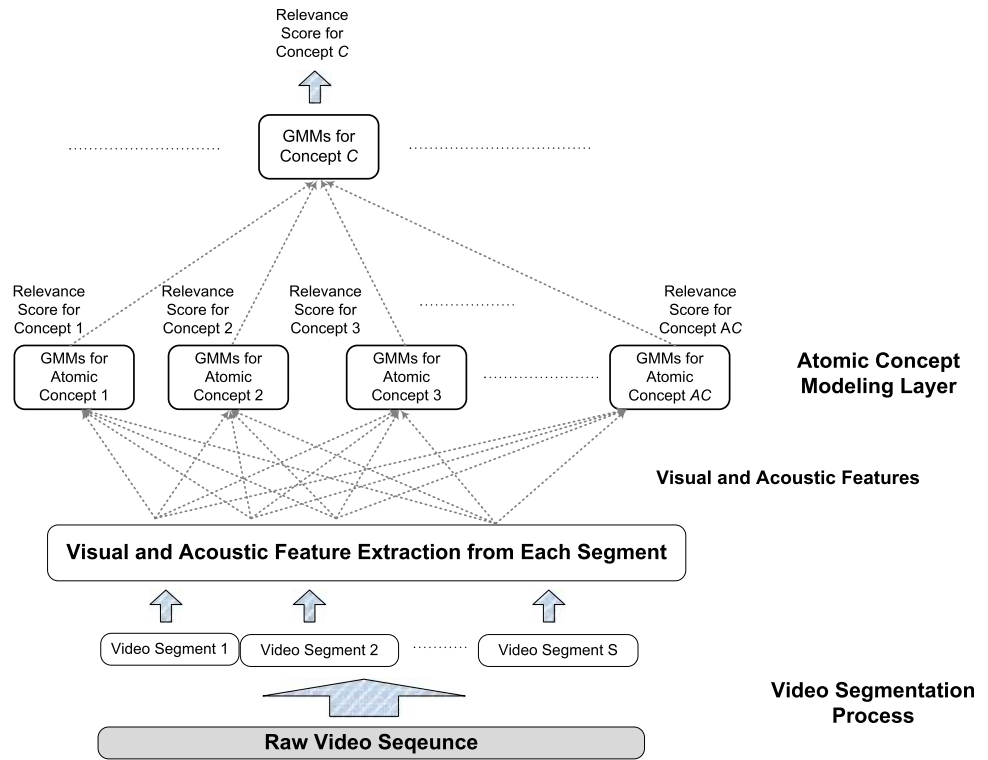 Relevance
Score for
Concept C
GMMs for
Concept C
Relevance
Score for
Concept 1
Relevance
Score for
Concept 2
Relevance
Score for
Concept 3
Relevance
Score for
Concept AC
GMMs for
Atomic
Concept 1
GMMs for
Atomic
Concept 2
GMMs for
Atomic
Concept 3
GMMs for
Atomic
Concept AC
Atomic Concept
Modeling Layer
Visual and Acoustic Features
Visual and Acoustic Feature Extraction from Each Segment
Video Segment 1
Video Segment 2
Video Segment S
Video Segmentation
Process
Raw Video Seqeunce